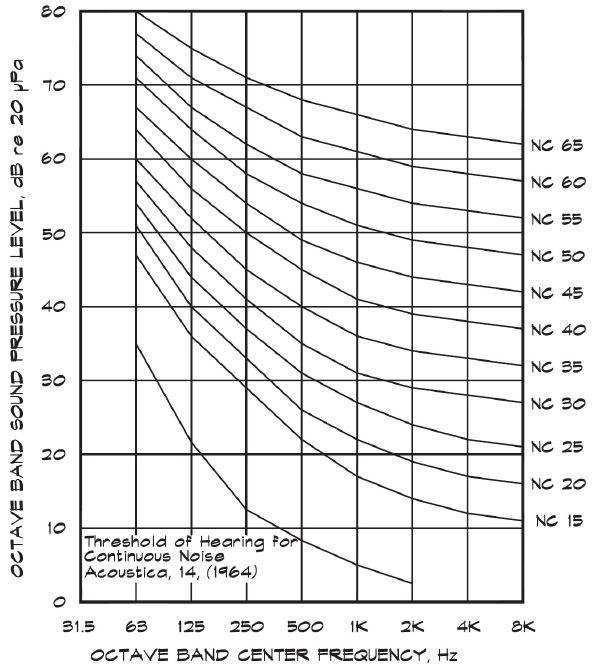 OCTAVE BAND SOUND PRESSURE LEVEL, dB re 20 μPa
80
70
60
50
40
30
20
10
0
NC 65
NC 60
NC 55
NC 50
NC 45
NC 40
NC 35
NC 30
NC 25
NC 20
NC 15
Threshold of Hearing for
Continuous Noise
Acoustica, 14, (1964)
31.5 63 125 250 500 1K 2K 4K 8K
OCTAVE BAND CENTER FREQUENCY, Hz